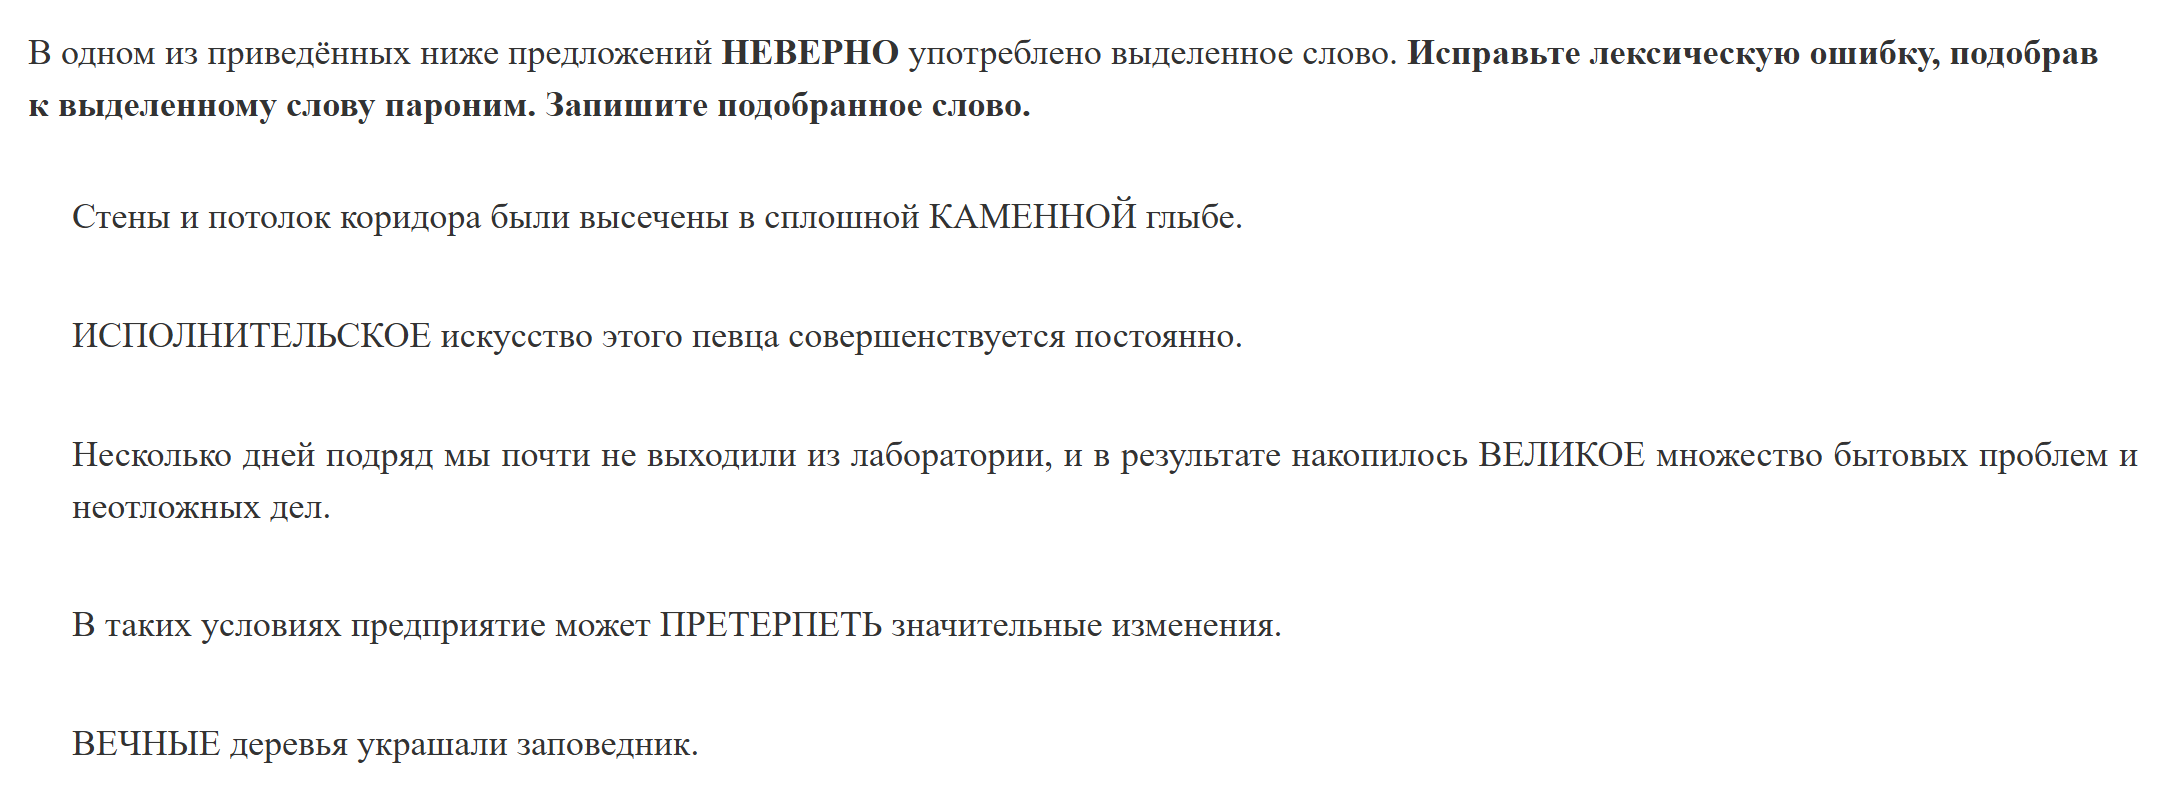 В одном из приведённых ниже предложений НЕВЕРНО употреблено выделенное слово. Исправьте лексическую ошибку, подобрав
к выделенному слову пароним. Запишите подобранное слово.
Стены и потолок коридора были высечены в сплошной КАМЕННОЙ глыбе.
ИСПОЛНИТЕЛЬСКОЕ искусство этого певца совершенствуется постоянно.
Несколько дней подряд мы почти не выходили из лаборатории, и в результате накопилось ВЕЛИКОЕ множество бытовых проблем и
неотложных дел.
В таких условиях предприятие может ПРЕТЕРПЕТЬ значительные изменения.
ВЕЧНЫЕ деревья украшали заповедник.